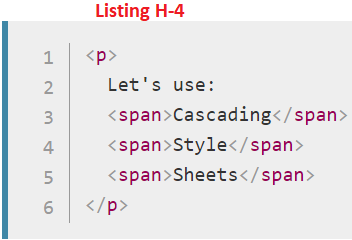 Listing H-4
1 <p>
2 Let's use:
3 <span>Cascading</span>
4 <span>Style</span>
5 <span>Sheets</span>
6 </p>